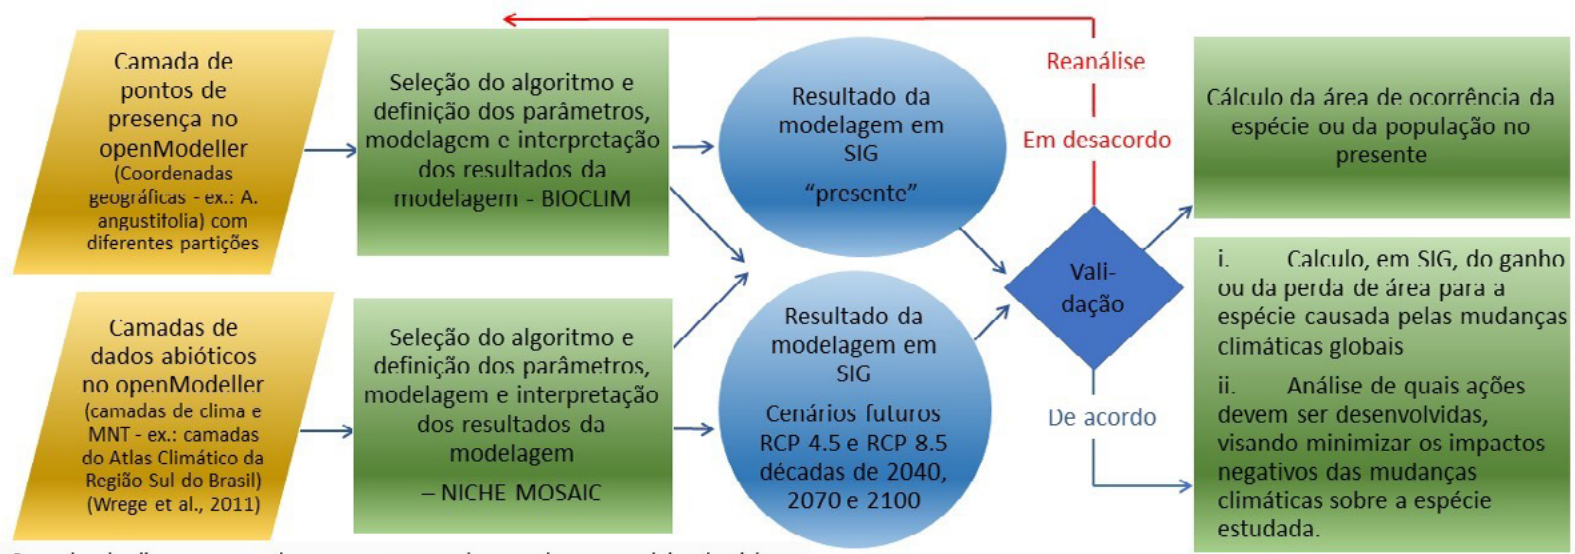 Camada de
pontos de
presença no
openModeller
(Coordenadas
geográficas - ex.: A.
angustifolia) com
diferentes partições
Seleção do algoritmo e
definição dos parâmetros,
modelagem e interpretação
dos resultados da
modelagem - BIOCLIM
Resultado da
modelagem em
SIG
“presente”
Reanálise
Em desacordo
Cálculo da área de ocorrência da
espécie ou da população no
presente
Camadas de
dados abióticos
no openModeller
(camadas de clima e
MNT - ex.: camadas
do Atlas Climático da
Região Sul do Brasil)
(Wrege et al., 2011)
Seleção do algoritmo e
definição dos parâmetros,
modelagem e interpretação
dos resultados da
modelagem
– NICHE MOSAIC
Resultado da
modelagem em
SIG
Cenários futuros
RCP 4.5 e RCP 8.5
décadas de 2040,
2070 e 2100
Vali-
dação
De acordo
i. Calculo, em SIG, do ganho
ou da perda de área para a
espécie causada pelas mudanças
climáticas globais
ii. Análise de quais ações
devem ser desenvolvidas,
visando minimizar os impactos
negativos das mudanças
climáticas sobre a espécie
estudada.